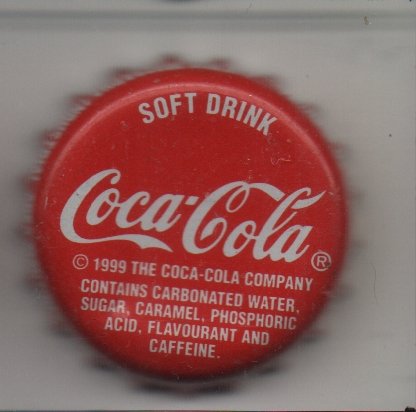 SOFT DRINK
Coca-Cola ®
© 1999 THE COCA-COLA COMPANY
CONTAINS CARBONATED WATER,
SUGAR, CARAMEL, PHOSPHORIC
ACID, FLAVOURANT AND
CAFFEINE.